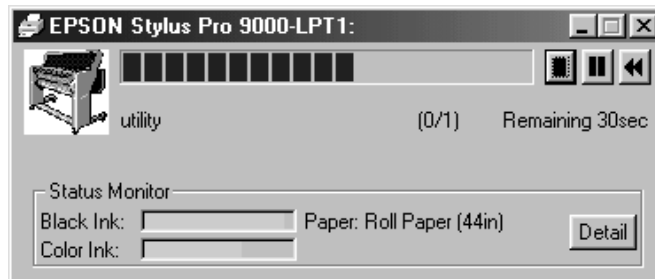 EPSON Stylus Pro 9000-LPT1:
utility (0/1) Remaining 30sec
Status Monitor
Black Ink: Paper: Roll Paper (44in)
Color Ink:
Detail